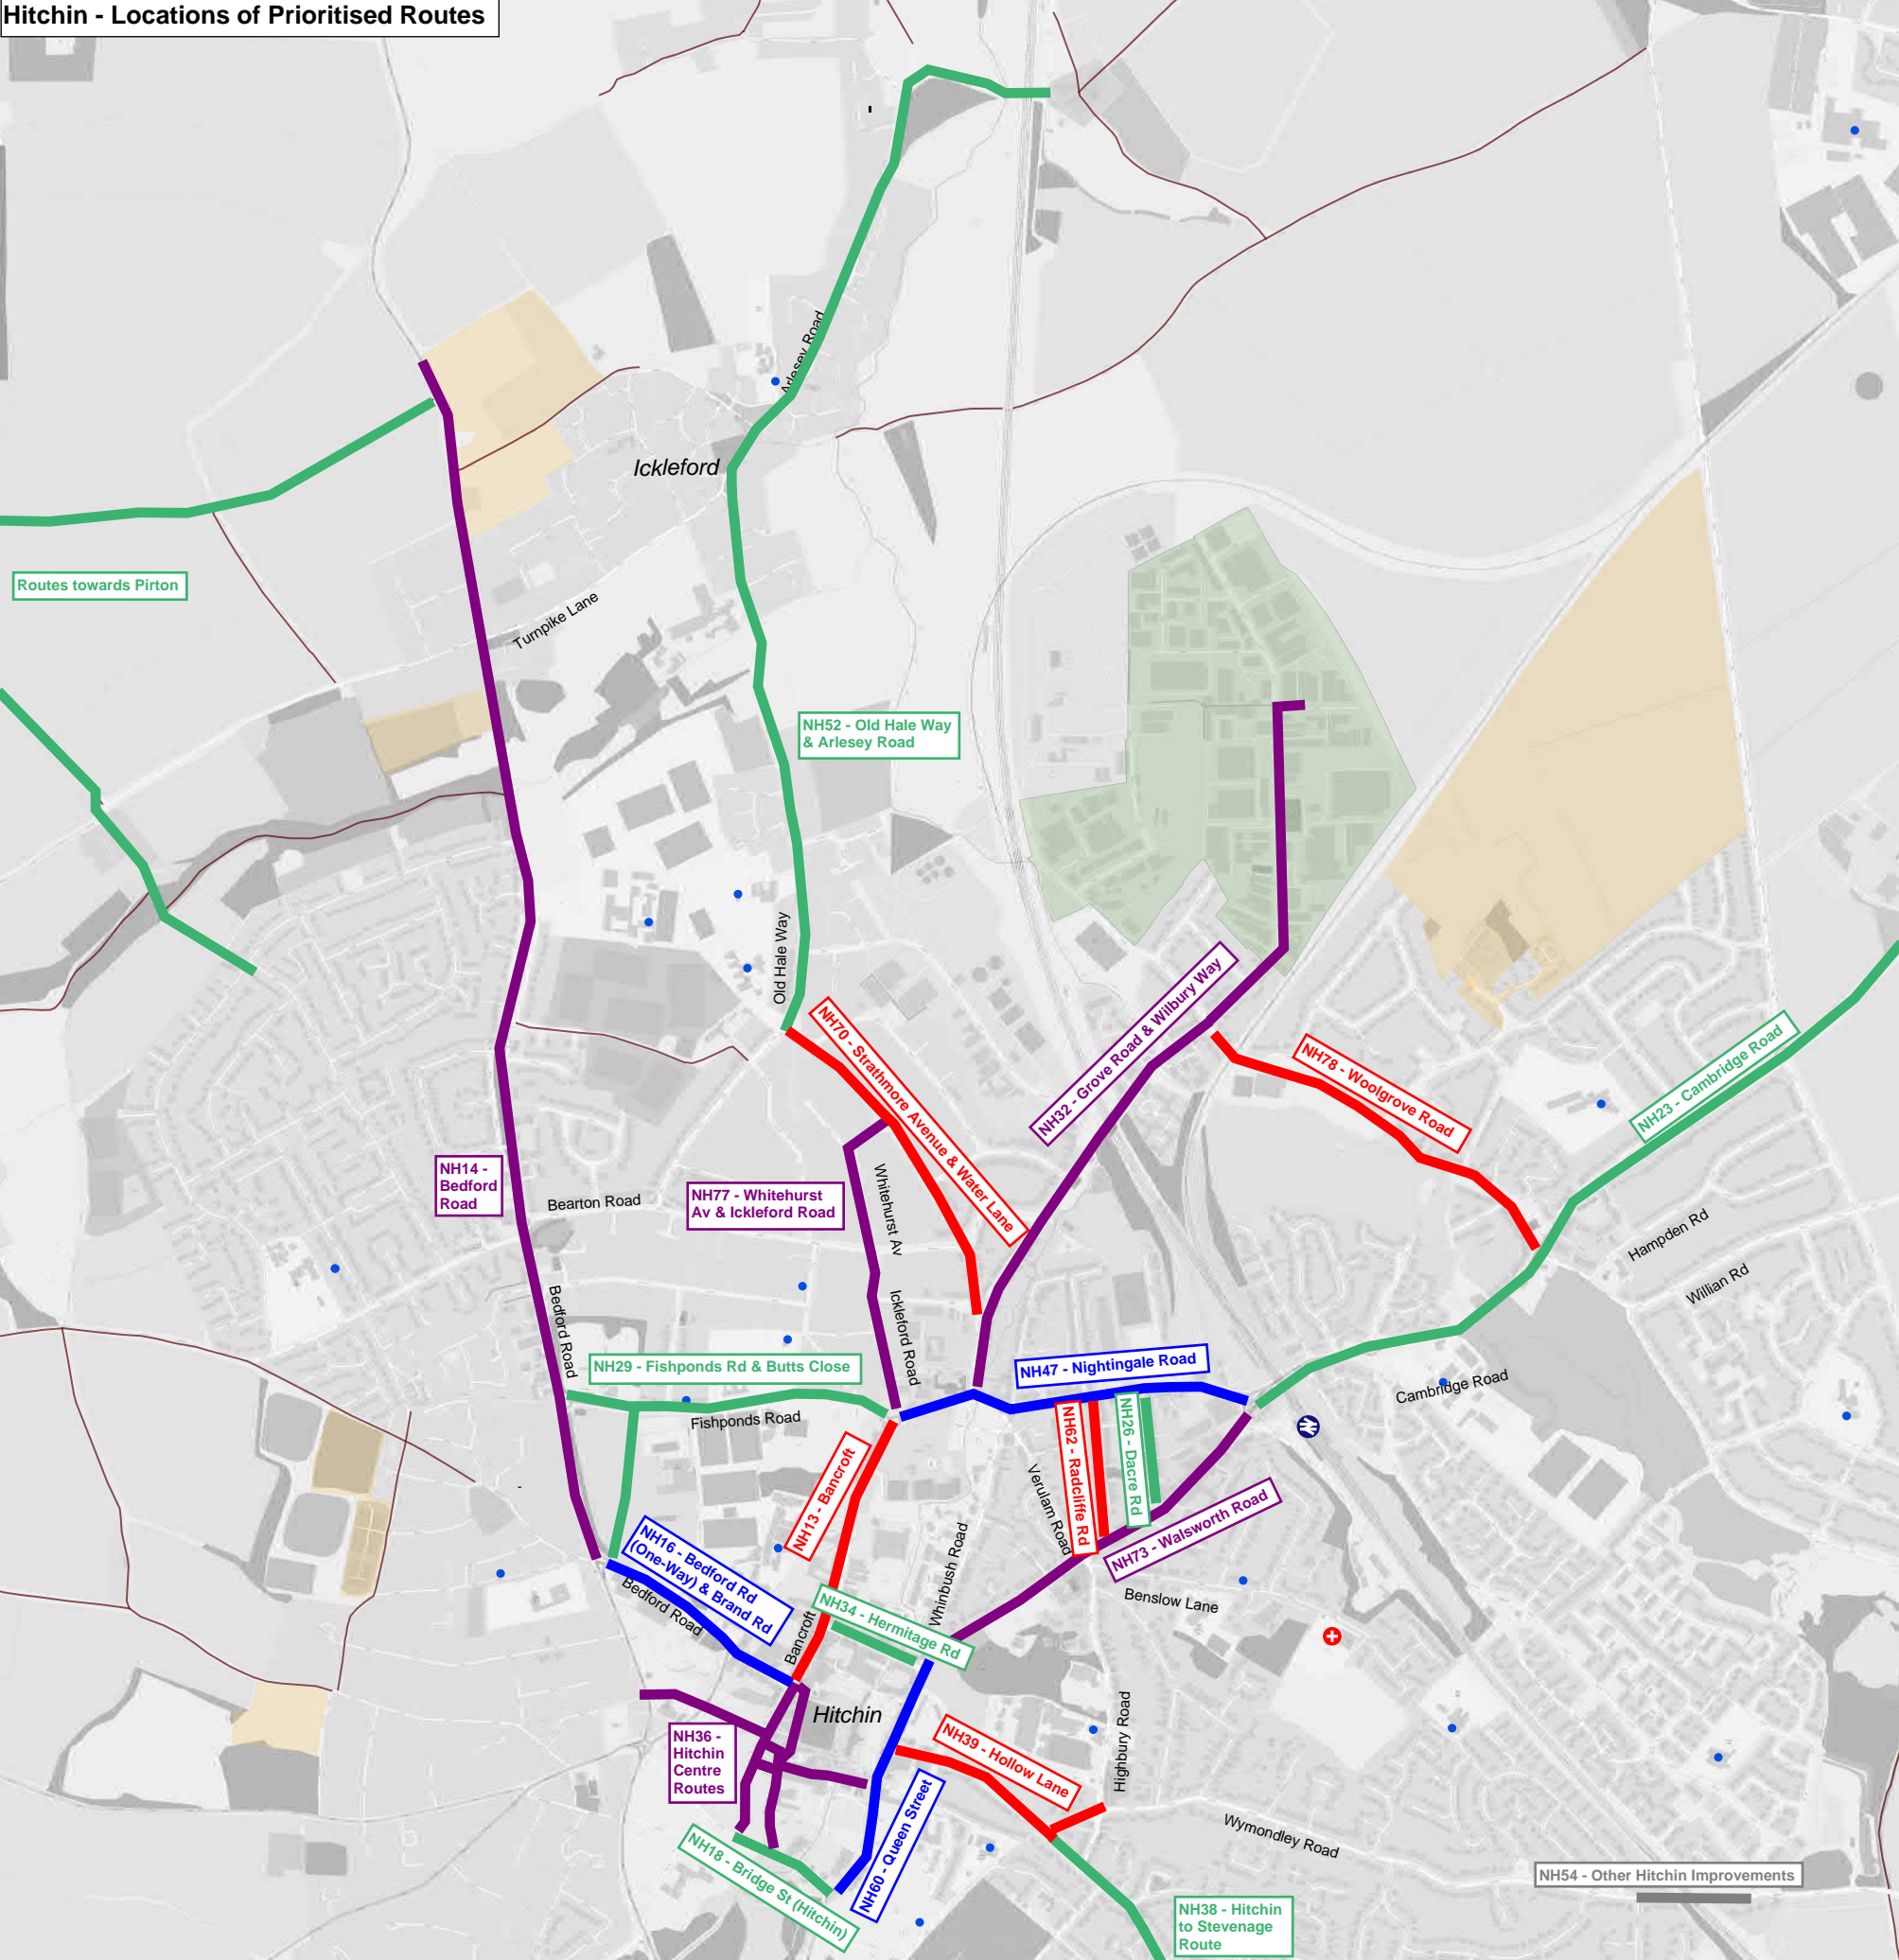 Hitchin - Locations of Prioritised Routes
Arlesey Road
Ickleford
Routes towards Pirton
Turnpike Lane
NH52 - Old Hale Way
& Arlesey Road
Old Hale Way
NH70 - Strathmore Avenue & Water Lane
NH32 - Grove Road & Wilbury Way
NH78 - Woolgrove Road
NH23 - Cambridge Road
NH14 -
Bedford
Road
Bearton Road
NH77 - Whitehurst
Av & Ickleford Road
Whitehurst Av
Hampden Rd
Willian Rd
Bedford Road
Ickleford Road
NH29 - Fishponds Rd & Butts Close
NH47 - Nightingale Road
Cambridge Road
Fishponds Road
NH13 - Bancroft
NH62 - Radcliffe Rd
NH26 - Dacre Rd
Verulam Road
NH73 - Walsworth Road
NH16 - Bedford Rd
(One-Way) & Brand Rd
Bedford Road
Whinbush Road
Benslow Lane
NH34 - Hermitage Rd
Bancroft
Hitchin
NH36 -
Hitchin
Centre
Routes
NH39 - Hollow Lane
Highbury Road
NH60 - Queen Street
NH18 - Bridge St (Hitchin)
Wymondley Road
NH54 - Other Hitchin Improvements
NH38 - Hitchin
to Stevenage
Route